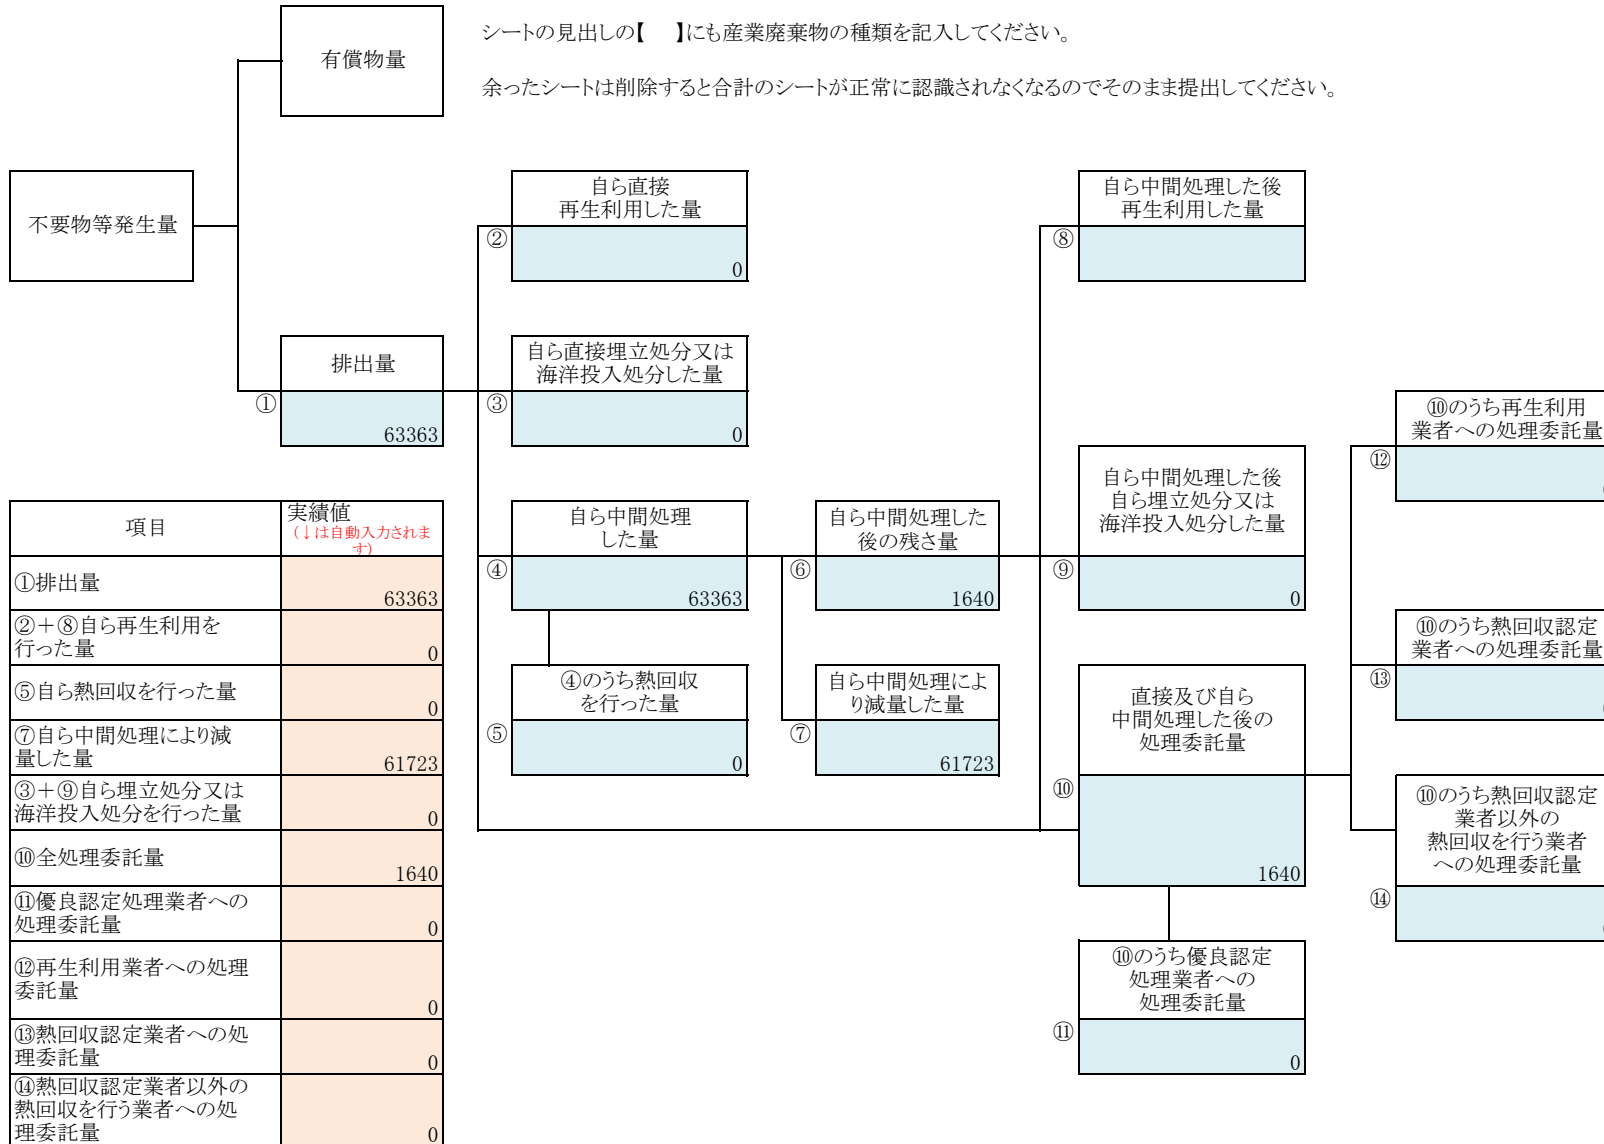 シートの見出しの【　】にも産業廃棄物の種類を記入してください。
余ったシートは削除すると合計のシートが正常に認識されなくなるのでそのまま提出してください。
有償物量
不要物等発生量
排出量
①
63363
自ら直接
再生利用した量
②
0
自ら直接埋立処分又は
海洋投入処分した量
③
0
自ら中間処理
した量
④
63363
④のうち熱回収
を行った量
⑤
0
自ら中間処理した
後の残さ量
⑥
1640
自ら中間処理によ
り減量した量
⑦
61723
自ら中間処理した後
再生利用した量
⑧
自ら中間処理した後
自ら埋立処分又は
海洋投入処分した量
⑨
0
直接及び自ら
中間処理した後の
処理委託量
⑩
1640
⑩のうち優良認定
処理業者への
処理委託量
⑪
0
⑩のうち再生利用
業者への処理委託量
⑫
⑩のうち熱回収認定
業者への処理委託量
⑬
⑩のうち熱回収認定
業者以外の
熱回収を行う業者
への処理委託量
⑭
項目
実績値
（↓は自動入力されま
す）
①排出量
63363
②＋⑧自ら再生利用を
行った量
0
⑤自ら熱回収を行った量
0
⑦自ら中間処理により減
量した量
61723
③＋⑨自ら埋立処分又は
海洋投入処分を行った量
0
⑩全処理委託量
1640
⑪優良認定処理業者への
処理委託量
0
⑫再生利用業者への処理
委託量
0
⑬熱回収認定業者への処
理委託量
0
⑭熱回収認定業者以外の
熱回収を行う業者への処
理委託量
0